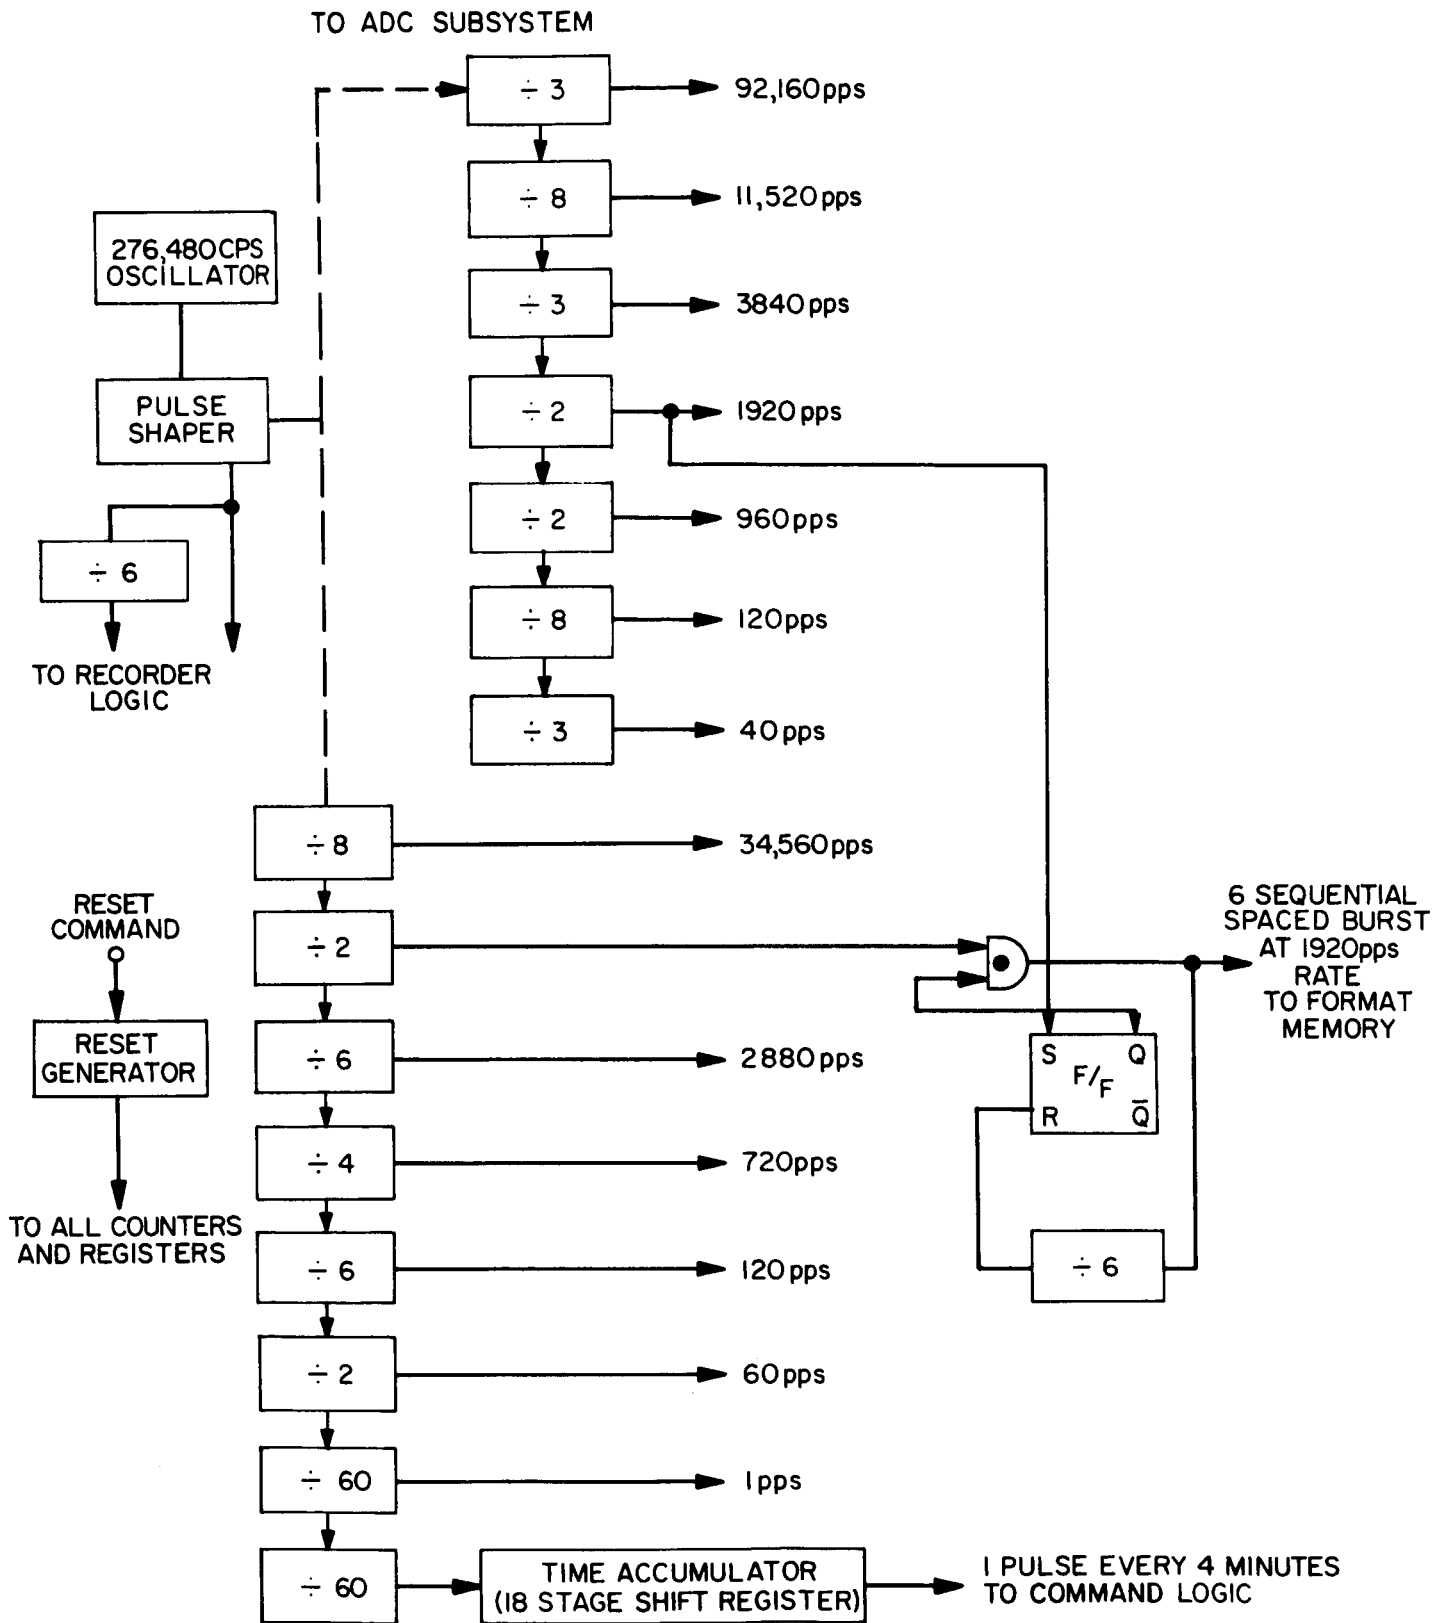 TO ADC SUBSYSTEM
÷ 3
92,160pps
÷ 8
11,520pps
276,480CPS
OSCILLATOR
÷ 3
3840pps
PULSE
SHAPER
÷ 2
1920pps
÷ 2
960pps
÷ 6
÷ 8
120pps
TO RECORDER
LOGIC
÷ 3
40pps
÷ 8
34,560pps
RESET
COMMAND
÷ 2
6 SEQUENTIAL
SPACED BURST
AT 1920pps
RATE
TO FORMAT
MEMORY
RESET
GENERATOR
÷ 6
2880pps
S Q
F/F
R Q̄
÷ 4
720pps
TO ALL COUNTERS
AND REGISTERS
÷ 6
120pps
÷ 6
÷ 2
60pps
÷ 60
1pps
÷ 60
TIME ACCUMULATOR
(18 STAGE SHIFT REGISTER)
1 PULSE EVERY 4 MINUTES
TO COMMAND LOGIC